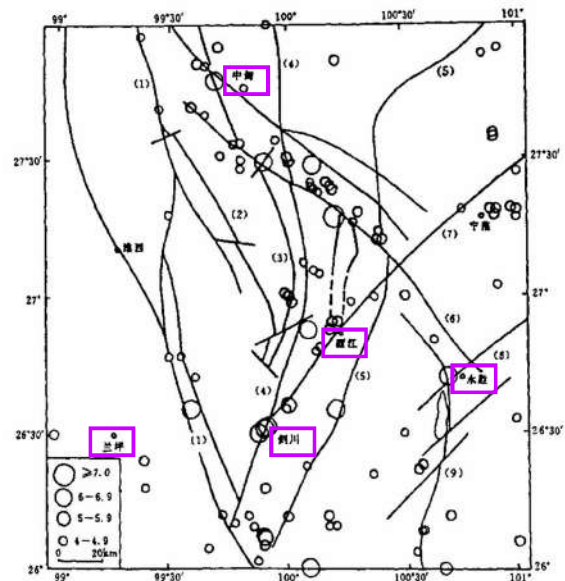 99° 99°30′ 100° 100°30′ 101°
(4)
(5)
(1)
中甸
27°30′ 27°30′
(2)
宁蒗
(7)
维西
(3)
27° 27°
(6)
丽江
(8)
(4) (5)
永胜
26°30′ 26°30′
兰坪
(1)
剑川
(9)
≥7.0
6—6.9
5—5.9
4—4.9
0 20km
26° 26°
99° 99°30′ 100° 100°30′ 101°